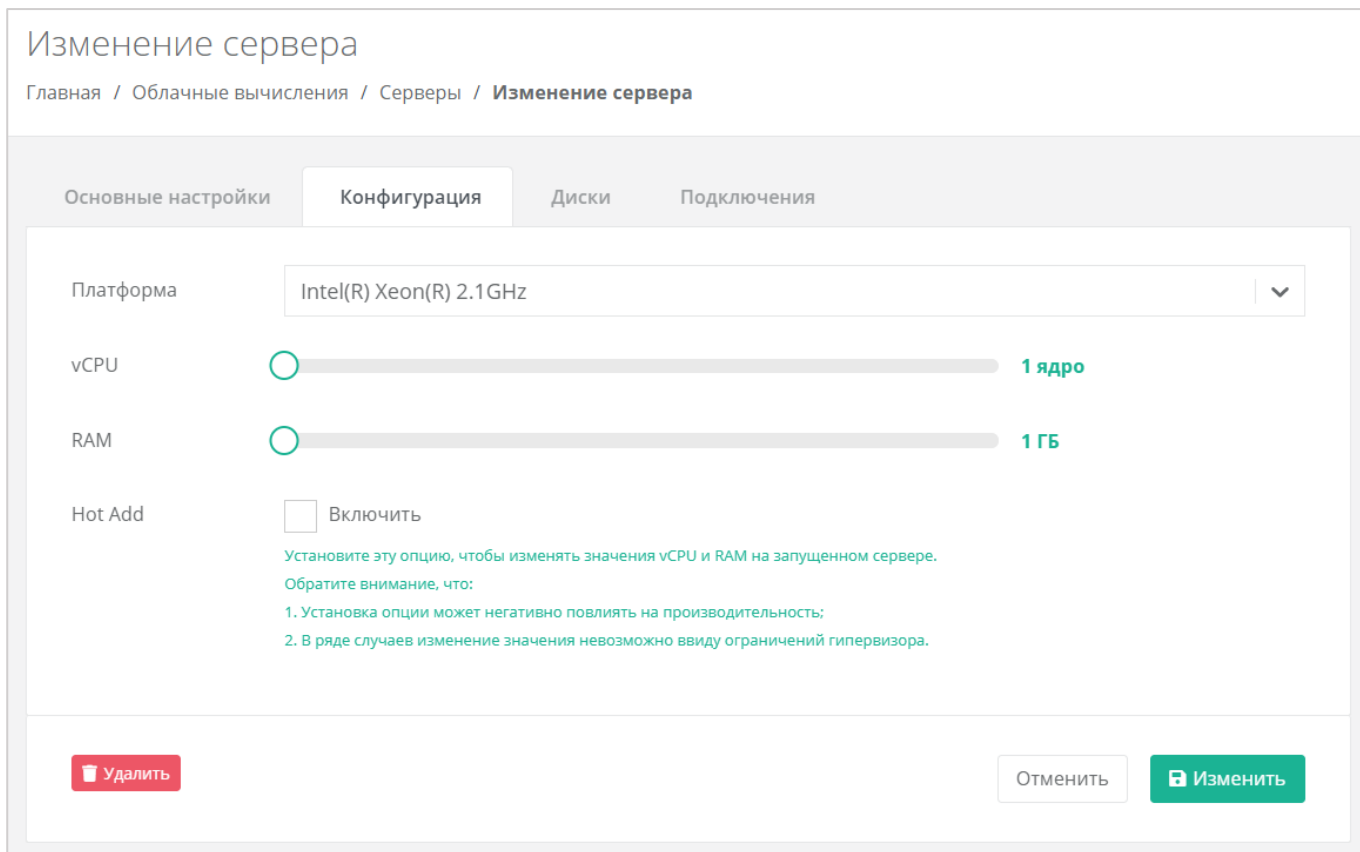 Изменение сервера
Главная / Облачные вычисления / Серверы / Изменение сервера
Основные настройки Конфигурация Диски Подключения
Платформа Intel(R) Xeon(R) 2.1GHz
vCPU 1 ядро
RAM 1 ГБ
Hot Add Включить
Установите эту опцию, чтобы изменять значения vCPU и RAM на запущенном сервере.
Обратите внимание, что:
1. Установка опции может негативно повлиять на производительность;
2. В ряде случаев изменение значения невозможно ввиду ограничений гипервизора.
Удалить Отменить Изменить